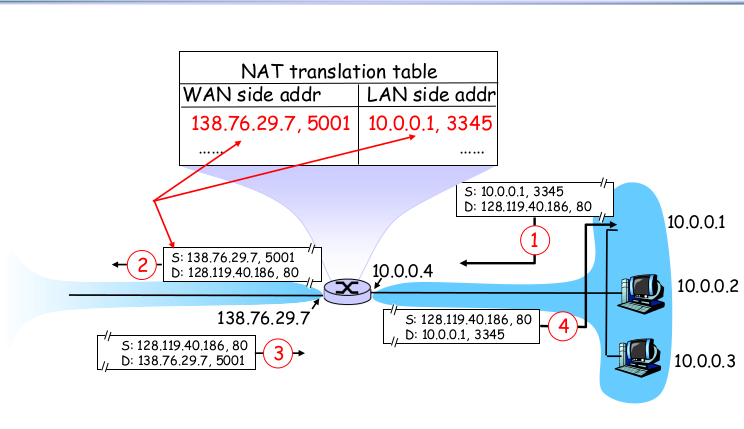 NAT translation table
WAN side addr LAN side addr
138.76.29.7, 5001 10.0.0.1, 3345
...... ......
S: 10.0.0.1, 3345
D: 128.119.40.186, 80
10.0.0.1
1
S: 138.76.29.7, 5001
D: 128.119.40.186, 80
2
10.0.0.4
10.0.0.2
138.76.29.7
S: 128.119.40.186, 80
D: 10.0.0.1, 3345
4
S: 128.119.40.186, 80
D: 138.76.29.7, 5001
3
10.0.0.3